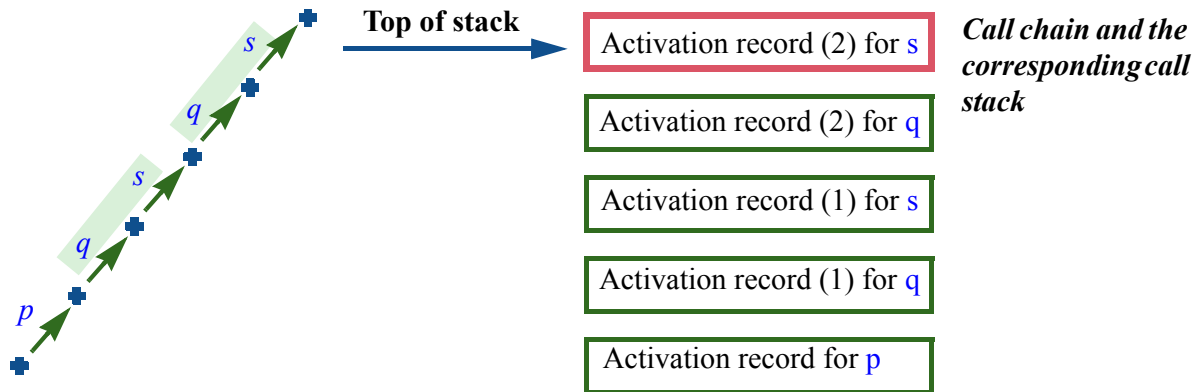 Top of stack
Activation record (2) for s
Call chain and the
corresponding call
stack
s
q
Activation record (2) for q
s
q
Activation record (1) for s
Activation record (1) for q
p
Activation record for p